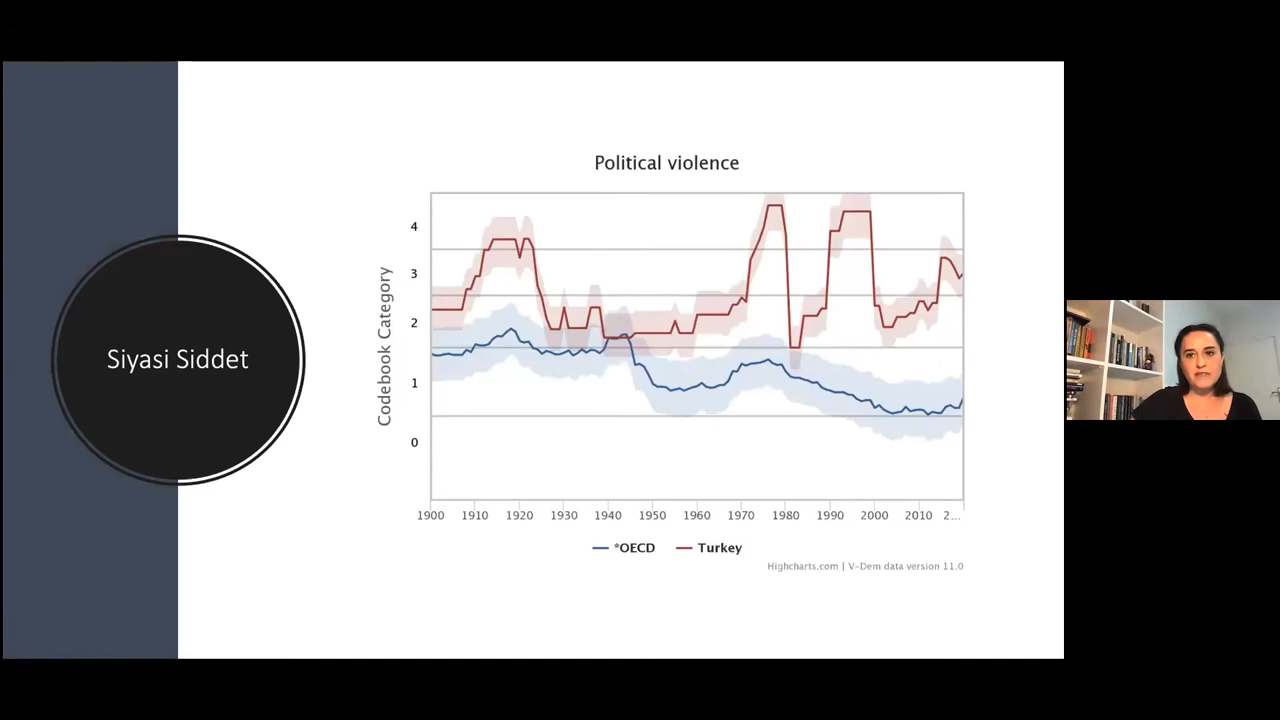 Siyasi Siddet
Political violence
Codebook Category
4
3
2
1
0
1900 1910 1920 1930 1940 1950 1960 1970 1980 1990 2000 2010 2...
*OECD Turkey
Highcharts.com | V-Dem data version 11.0